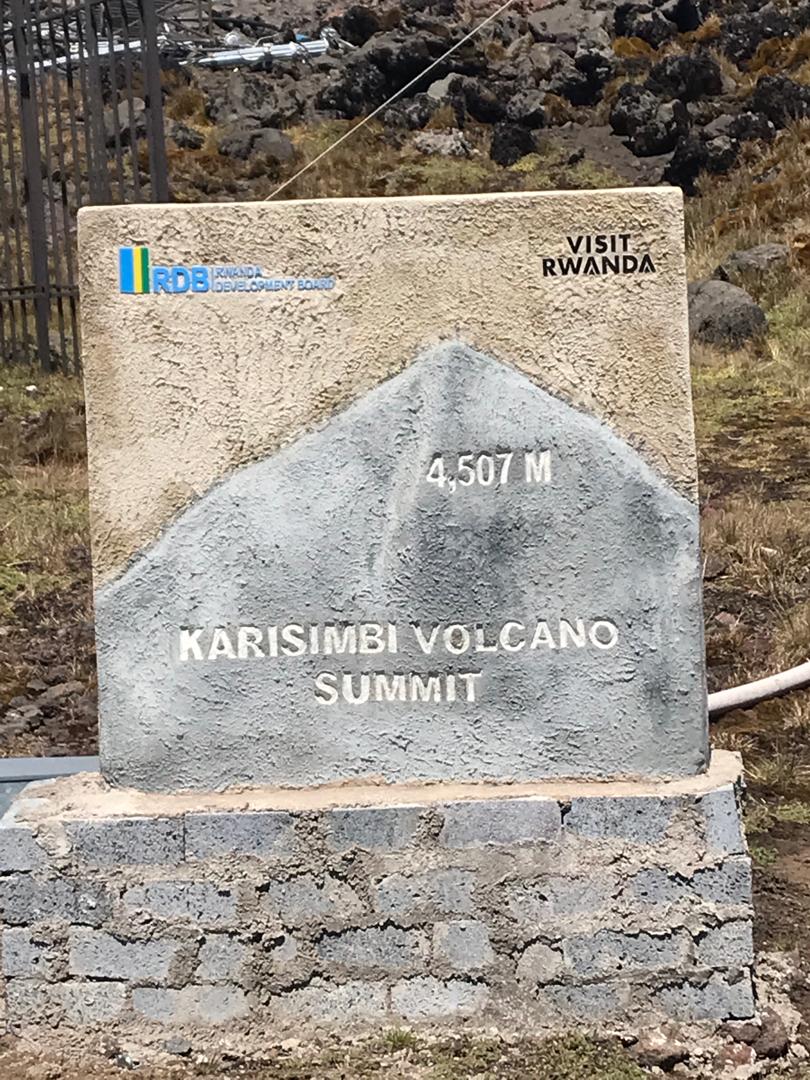 RDB
RWANDA
DEVELOPMENT BOARD
VISIT
RWANDA
4,507 M
KARISIMBI VOLCANO
SUMMIT